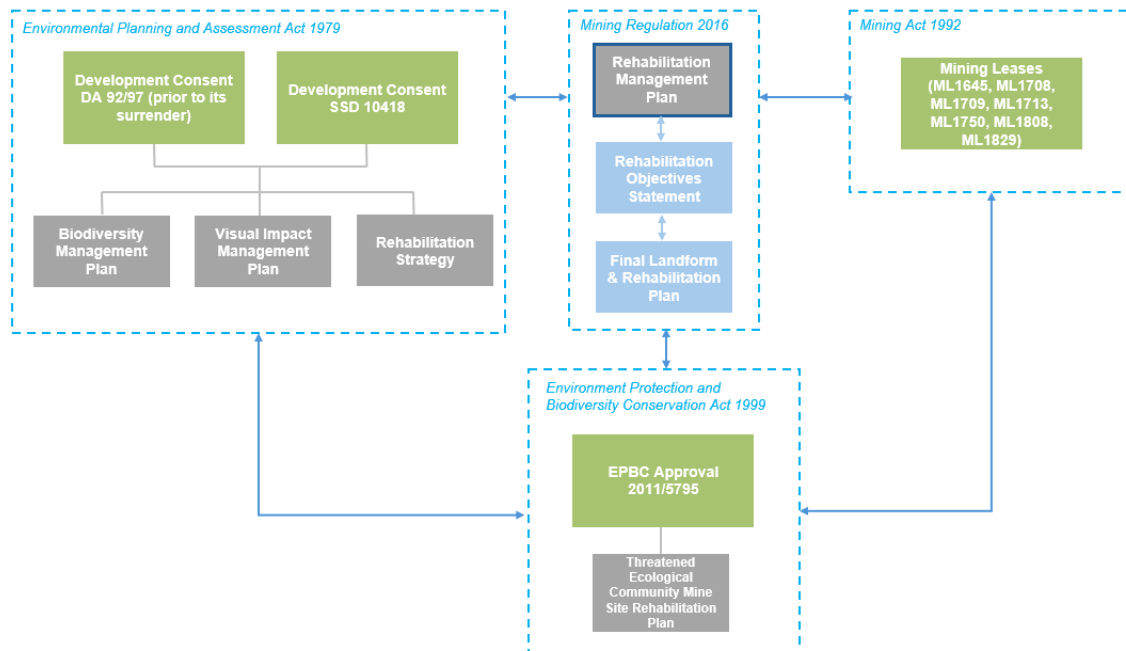 Environmental Planning and Assessment Act 1979
Development Consent
DA 92/97 (prior to its
surrender)
Development Consent
SSD 10418
Biodiversity
Management
Plan
Visual Impact
Management
Plan
Rehabilitation
Strategy
Mining Regulation 2016
Rehabilitation
Management
Plan
Rehabilitation
Objectives
Statement
Final Landform
& Rehabilitation
Plan
Mining Act 1992
Mining Leases
(ML1645, ML1708,
ML1709, ML1713,
ML1750, ML1808,
ML1829)
Environment Protection and
Biodiversity Conservation Act 1999
EPBC Approval
2011/5795
Threatened
Ecological
Community Mine
Site Rehabilitation
Plan